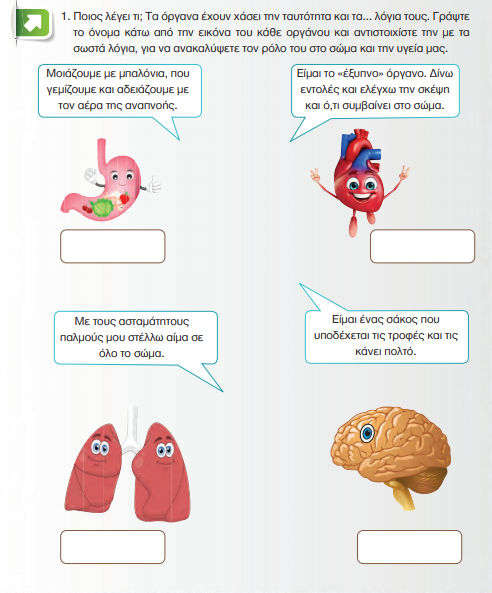 1. Ποιος λέγει τι; Τα όργανα έχουν χάσει την ταυτότητα και τα... λόγια τους. Γράψτε
το όνομα κάτω από την εικόνα του κάθε οργάνου και αντιστοιχίστε την με τα
σωστά λόγια, για να ανακαλύψετε τον ρόλο του στο σώμα και την υγεία μας.
Μοιάζουμε με μπαλόνια, που
γεμίζουμε και αδειάζουμε με
τον αέρα της αναπνοής.
Είμαι το «έξυπνο» όργανο. Δίνω
εντολές και ελέγχω την σκέψη
και ό,τι συμβαίνει στο σώμα.
Με τους ασταμάτητους
παλμούς μου στέλλω αίμα σε
όλο το σώμα.
Είμαι ένας σάκος που
υποδέχεται τις τροφές και τις
κάνει πολτό.